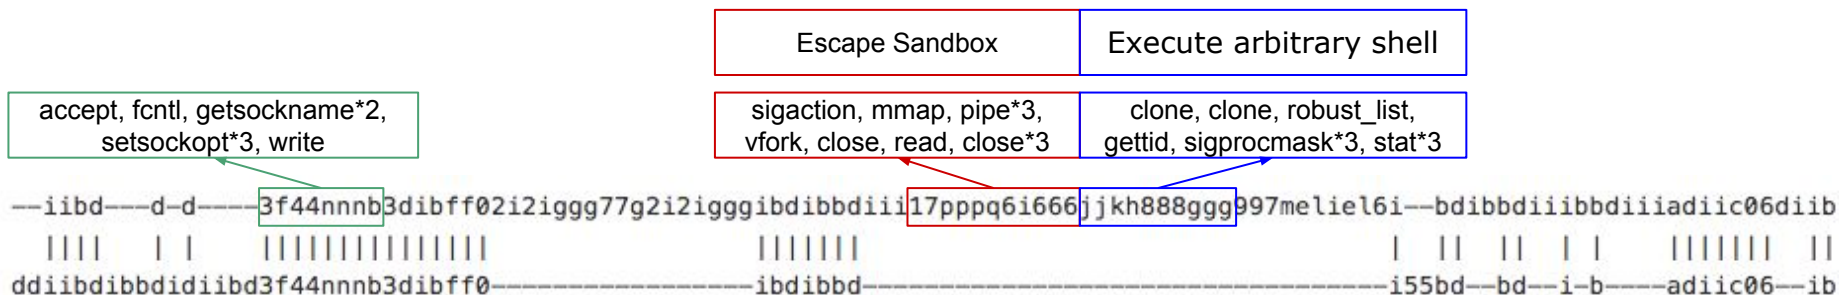 Escape Sandbox Execute arbitrary shell
accept, fcntl, getsockname*2,
setsockopt*3, write
sigaction, mmap, pipe*3,
vfork, close, read, close*3
clone, clone, robust_list,
gettid, sigprocmask*3, stat*3
——iibd———d—d————3f44nnnb3dibff02i2iggg77g2i2igggibdibbdiii17pppq6i666jjkh888ggg997meliel6i——bdibbdiiibbdiiiadiic06diib
|||| | | ||||||||||||||| ||||||| | || || | | ||||||| ||
ddiibdibbdidiibd3f44nnnb3dibff0—————————————————ibdibbd——————————————————————————————————i55bd——bd——i—b————adiic06——ib